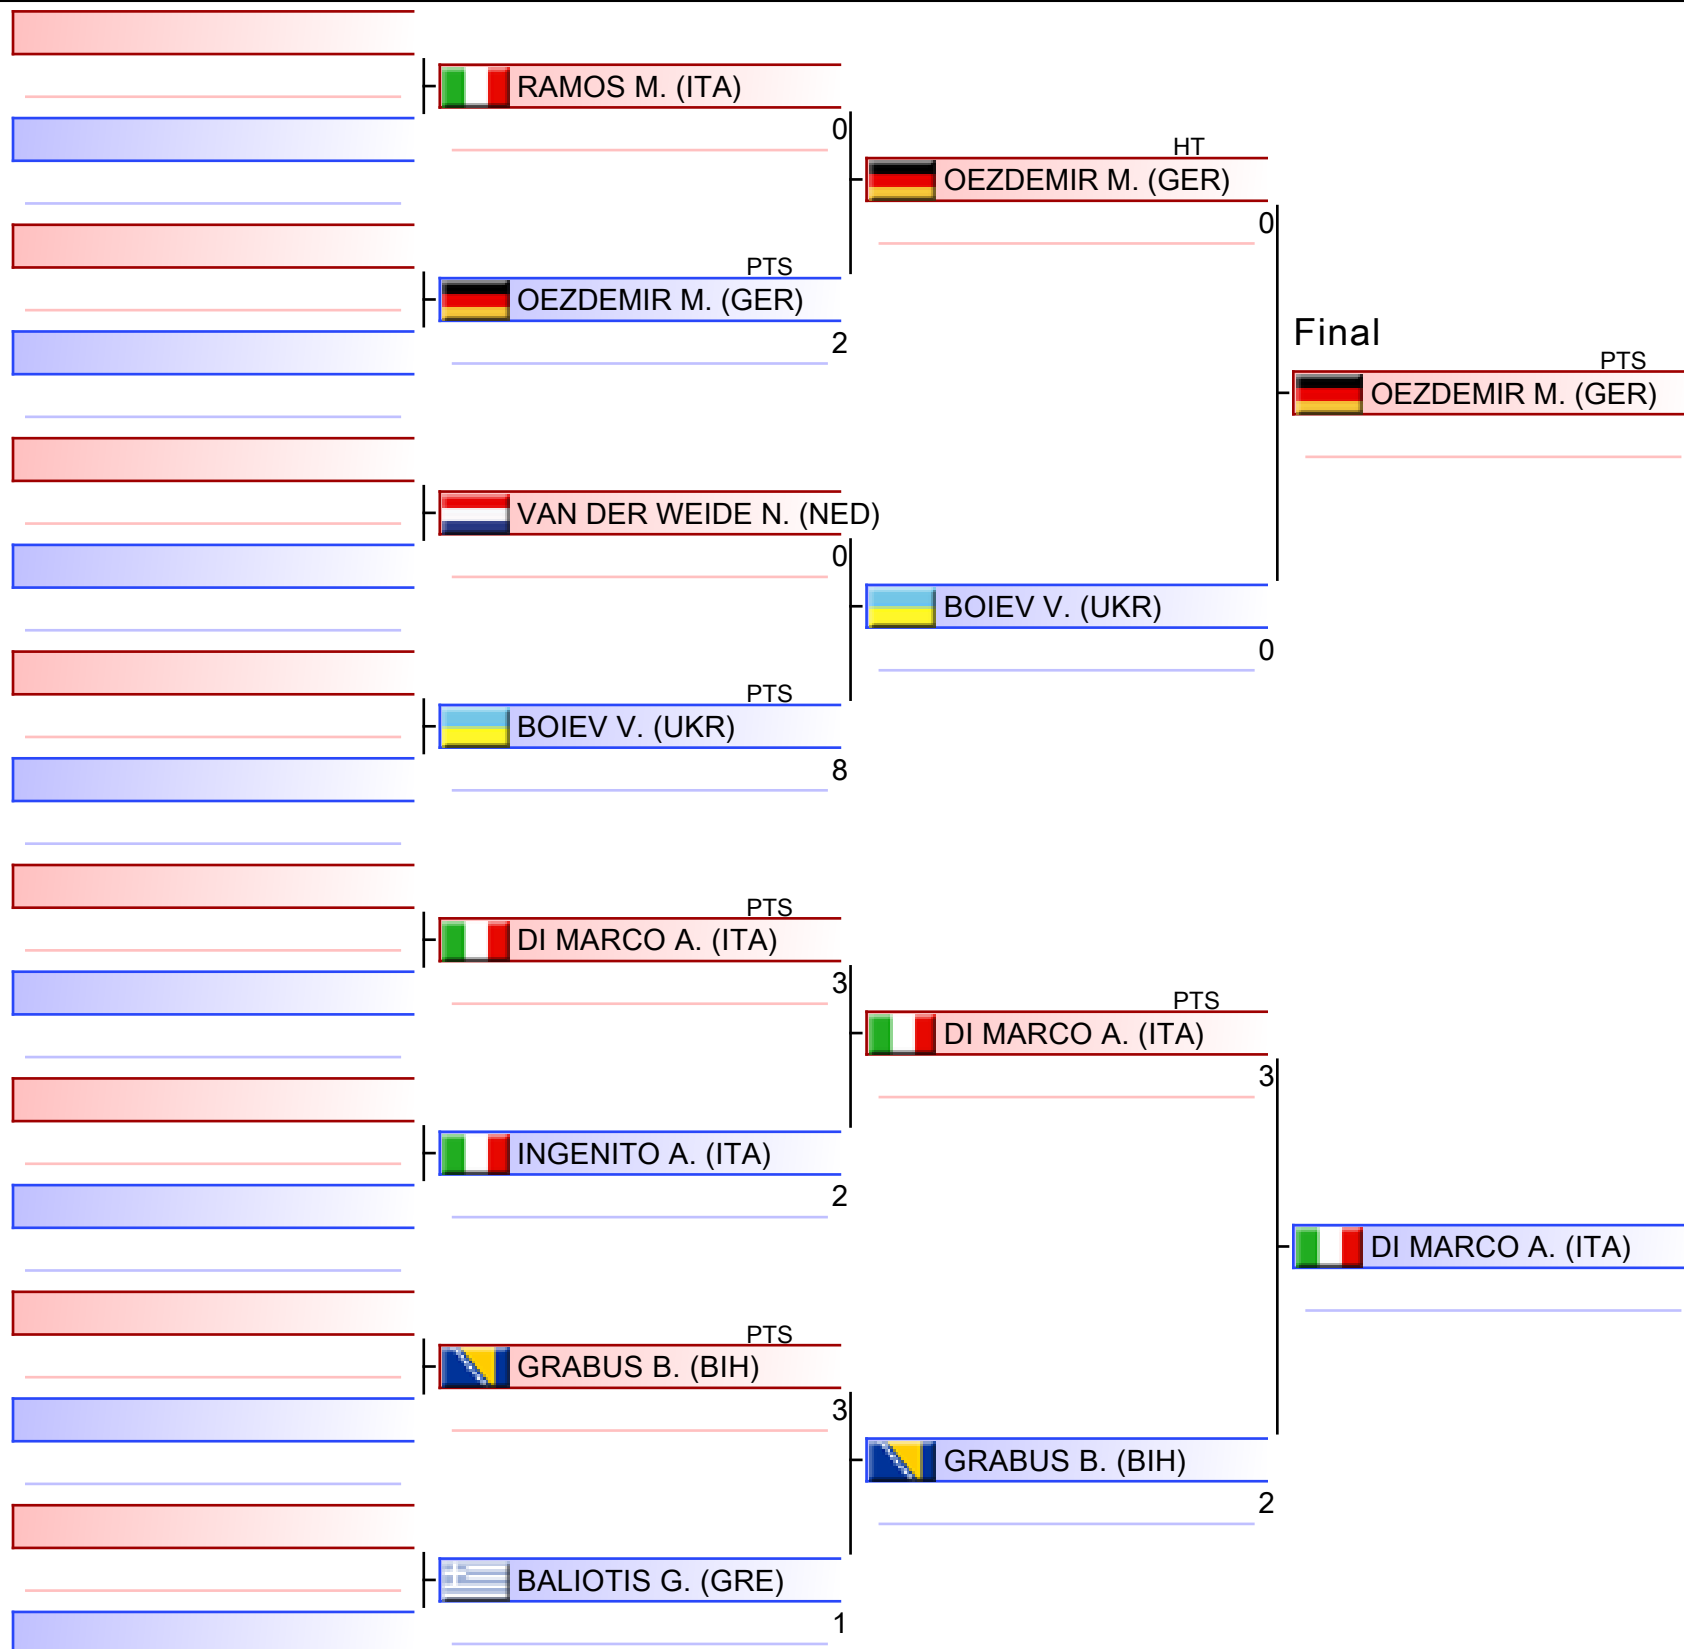 RAMOS M. (ITA)
0
PTS
OEZDEMIR M. (GER)
2
VAN DER WEIDE N. (NED)
0
PTS
BOIEV V. (UKR)
8
PTS
DI MARCO A. (ITA)
3
INGENITO A. (ITA)
2
PTS
GRABUS B. (BIH)
3
BALIOTIS G. (GRE)
1
HT
OEZDEMIR M. (GER)
0
BOIEV V. (UKR)
0
PTS
DI MARCO A. (ITA)
3
GRABUS B. (BIH)
2
Final
PTS
OEZDEMIR M. (GER)
DI MARCO A. (ITA)